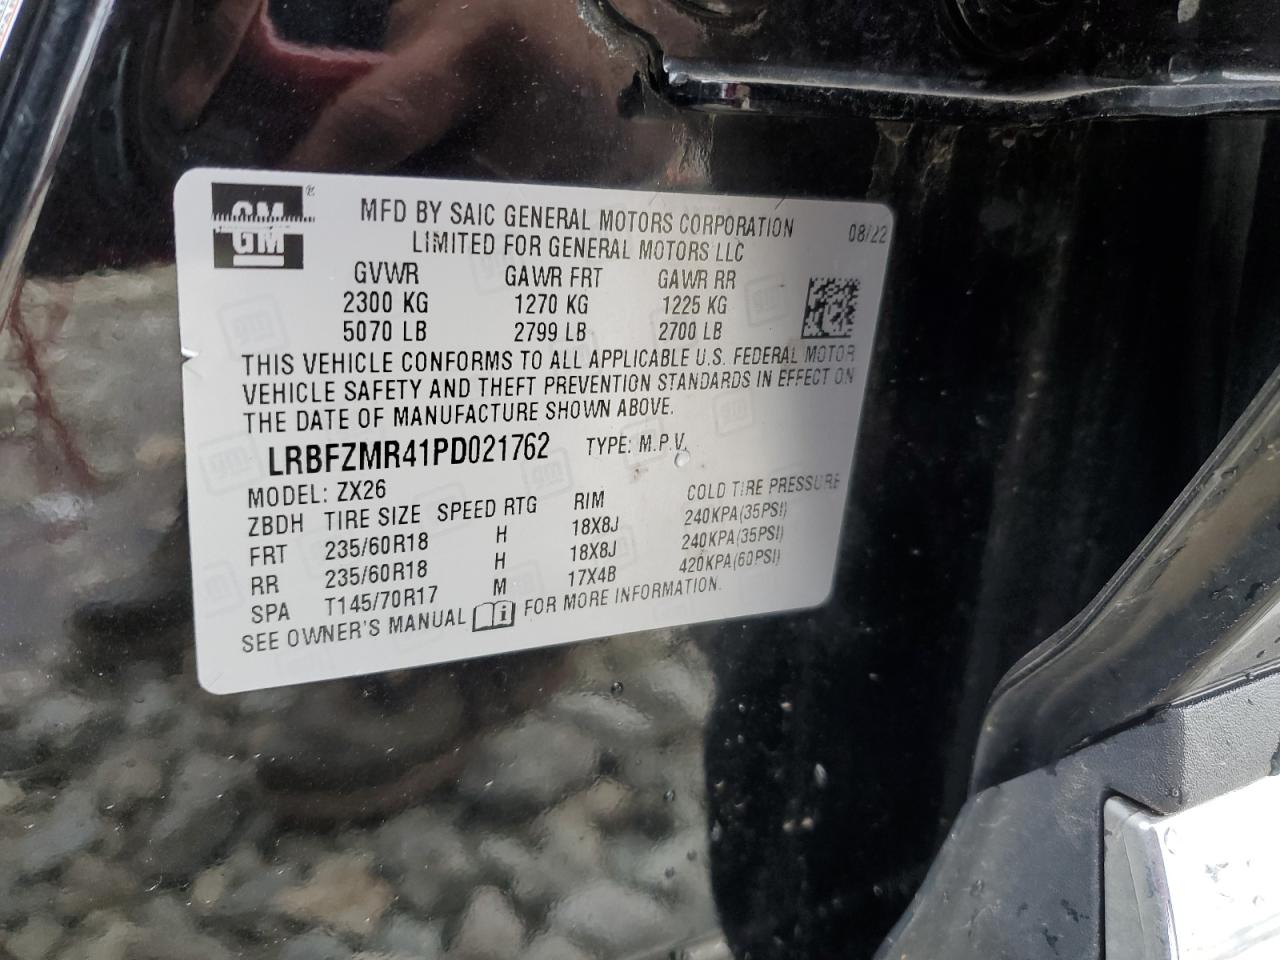 GM
GM
®
MFD BY SAIC GENERAL MOTORS CORPORATION
LIMITED FOR GENERAL MOTORS LLC
08/22
GVWR GAWR FRT GAWR RR
2300 KG 1270 KG 1225 KG
5070 LB 2799 LB 2700 LB
THIS VEHICLE CONFORMS TO ALL APPLICABLE U.S. FEDERAL MOTOR
VEHICLE SAFETY AND THEFT PREVENTION STANDARDS IN EFFECT ON
THE DATE OF MANUFACTURE SHOWN ABOVE.
LRBFZMR41PD021762 TYPE: M.P.V.
MODEL: ZX26
ZBDH TIRE SIZE SPEED RTG RIM COLD TIRE PRESSURE
FRT 235/60R18 H 18X8J 240KPA(35PSI)
RR 235/60R18 H 18X8J 240KPA(35PSI)
SPA T145/70R17 M 17X4B 420KPA(60PSI)
SEE OWNER'S MANUAL i FOR MORE INFORMATION.